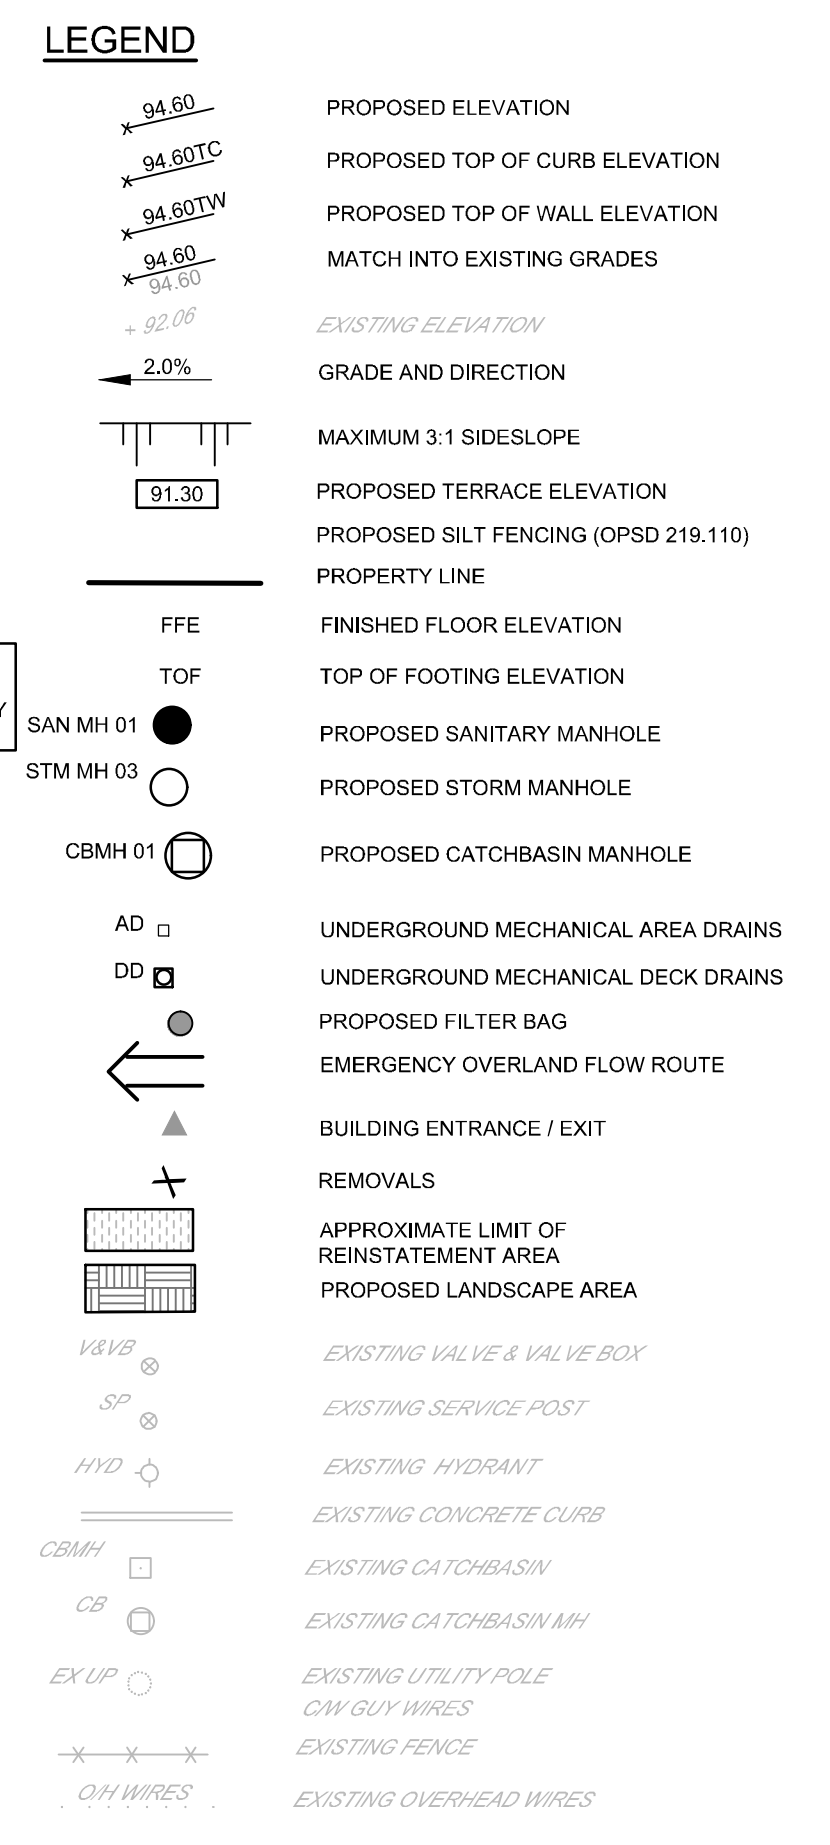 LEGEND
94.60 PROPOSED ELEVATION
94.60TC PROPOSED TOP OF CURB ELEVATION
94.60TW PROPOSED TOP OF WALL ELEVATION
94.60 MATCH INTO EXISTING GRADES
94.60
+ 92.06 EXISTING ELEVATION
2.0% GRADE AND DIRECTION
MAXIMUM 3:1 SIDESLOPE
91.30 PROPOSED TERRACE ELEVATION
PROPOSED SILT FENCING (OPSD 219.110)
PROPERTY LINE
FFE FINISHED FLOOR ELEVATION
TOF TOP OF FOOTING ELEVATION
Y
SAN MH 01 PROPOSED SANITARY MANHOLE
STM MH 03 PROPOSED STORM MANHOLE
CBMH 01 PROPOSED CATCHBASIN MANHOLE
AD UNDERGROUND MECHANICAL AREA DRAINS
DD UNDERGROUND MECHANICAL DECK DRAINS
PROPOSED FILTER BAG
EMERGENCY OVERLAND FLOW ROUTE
BUILDING ENTRANCE / EXIT
REMOVALS
APPROXIMATE LIMIT OF
REINSTATEMENT AREA
PROPOSED LANDSCAPE AREA
V&VB EXISTING VALVE & VALVE BOX
SP EXISTING SERVICE POST
HYD EXISTING HYDRANT
EXISTING CONCRETE CURB
CBMH EXISTING CATCHBASIN
CB EXISTING CATCHBASIN MH
EX UP EXISTING UTILITY POLE
C/W GUY WIRES
EXISTING FENCE
O/H WIRES EXISTING OVERHEAD WIRES